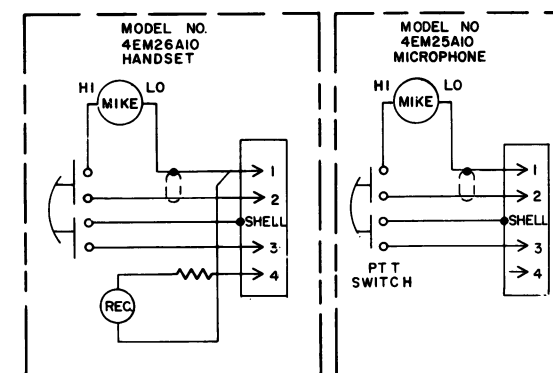 MODEL NO.
4EM26A10
HANDSET
HI
LO
MIKE
1
2
SHELL
3
4
REC.
MODEL NO
4EM25A10
MICROPHONE
HI
LO
MIKE
1
2
SHELL
3
4
PTT
SWITCH